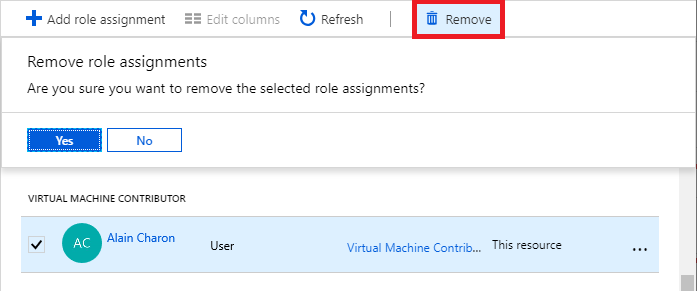 Add role assignment Edit columns Refresh Remove
Remove role assignments
Are you sure you want to remove the selected role assignments?
Yes No
VIRTUAL MACHINE CONTRIBUTOR
AC Alain Charon User Virtual Machine Contrib... This resource ...